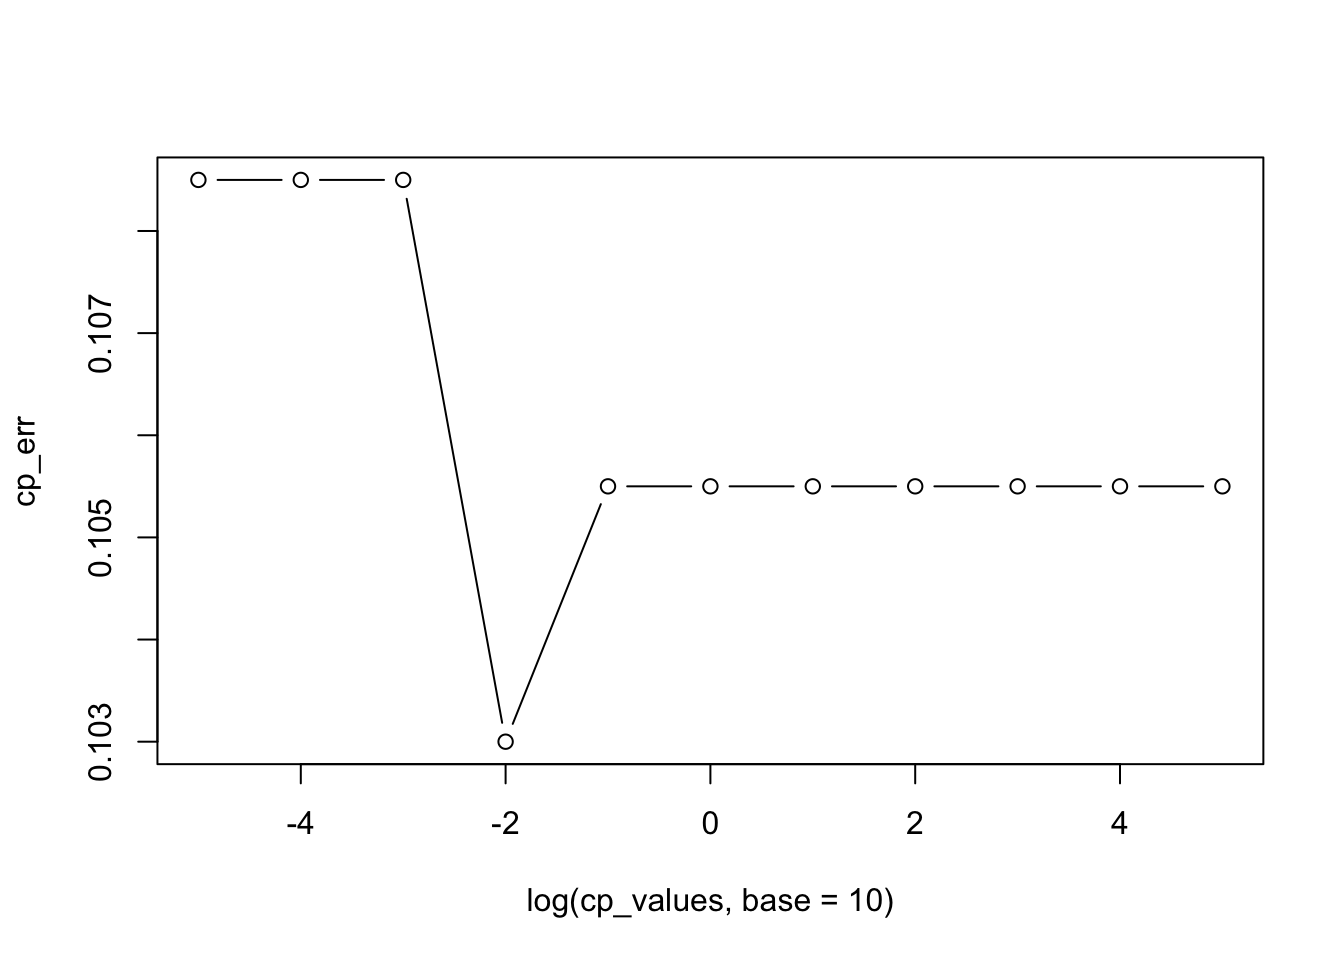 cp_err
0.107
0.105
0.103
-4 -2 0 2 4
log(cp_values, base = 10)